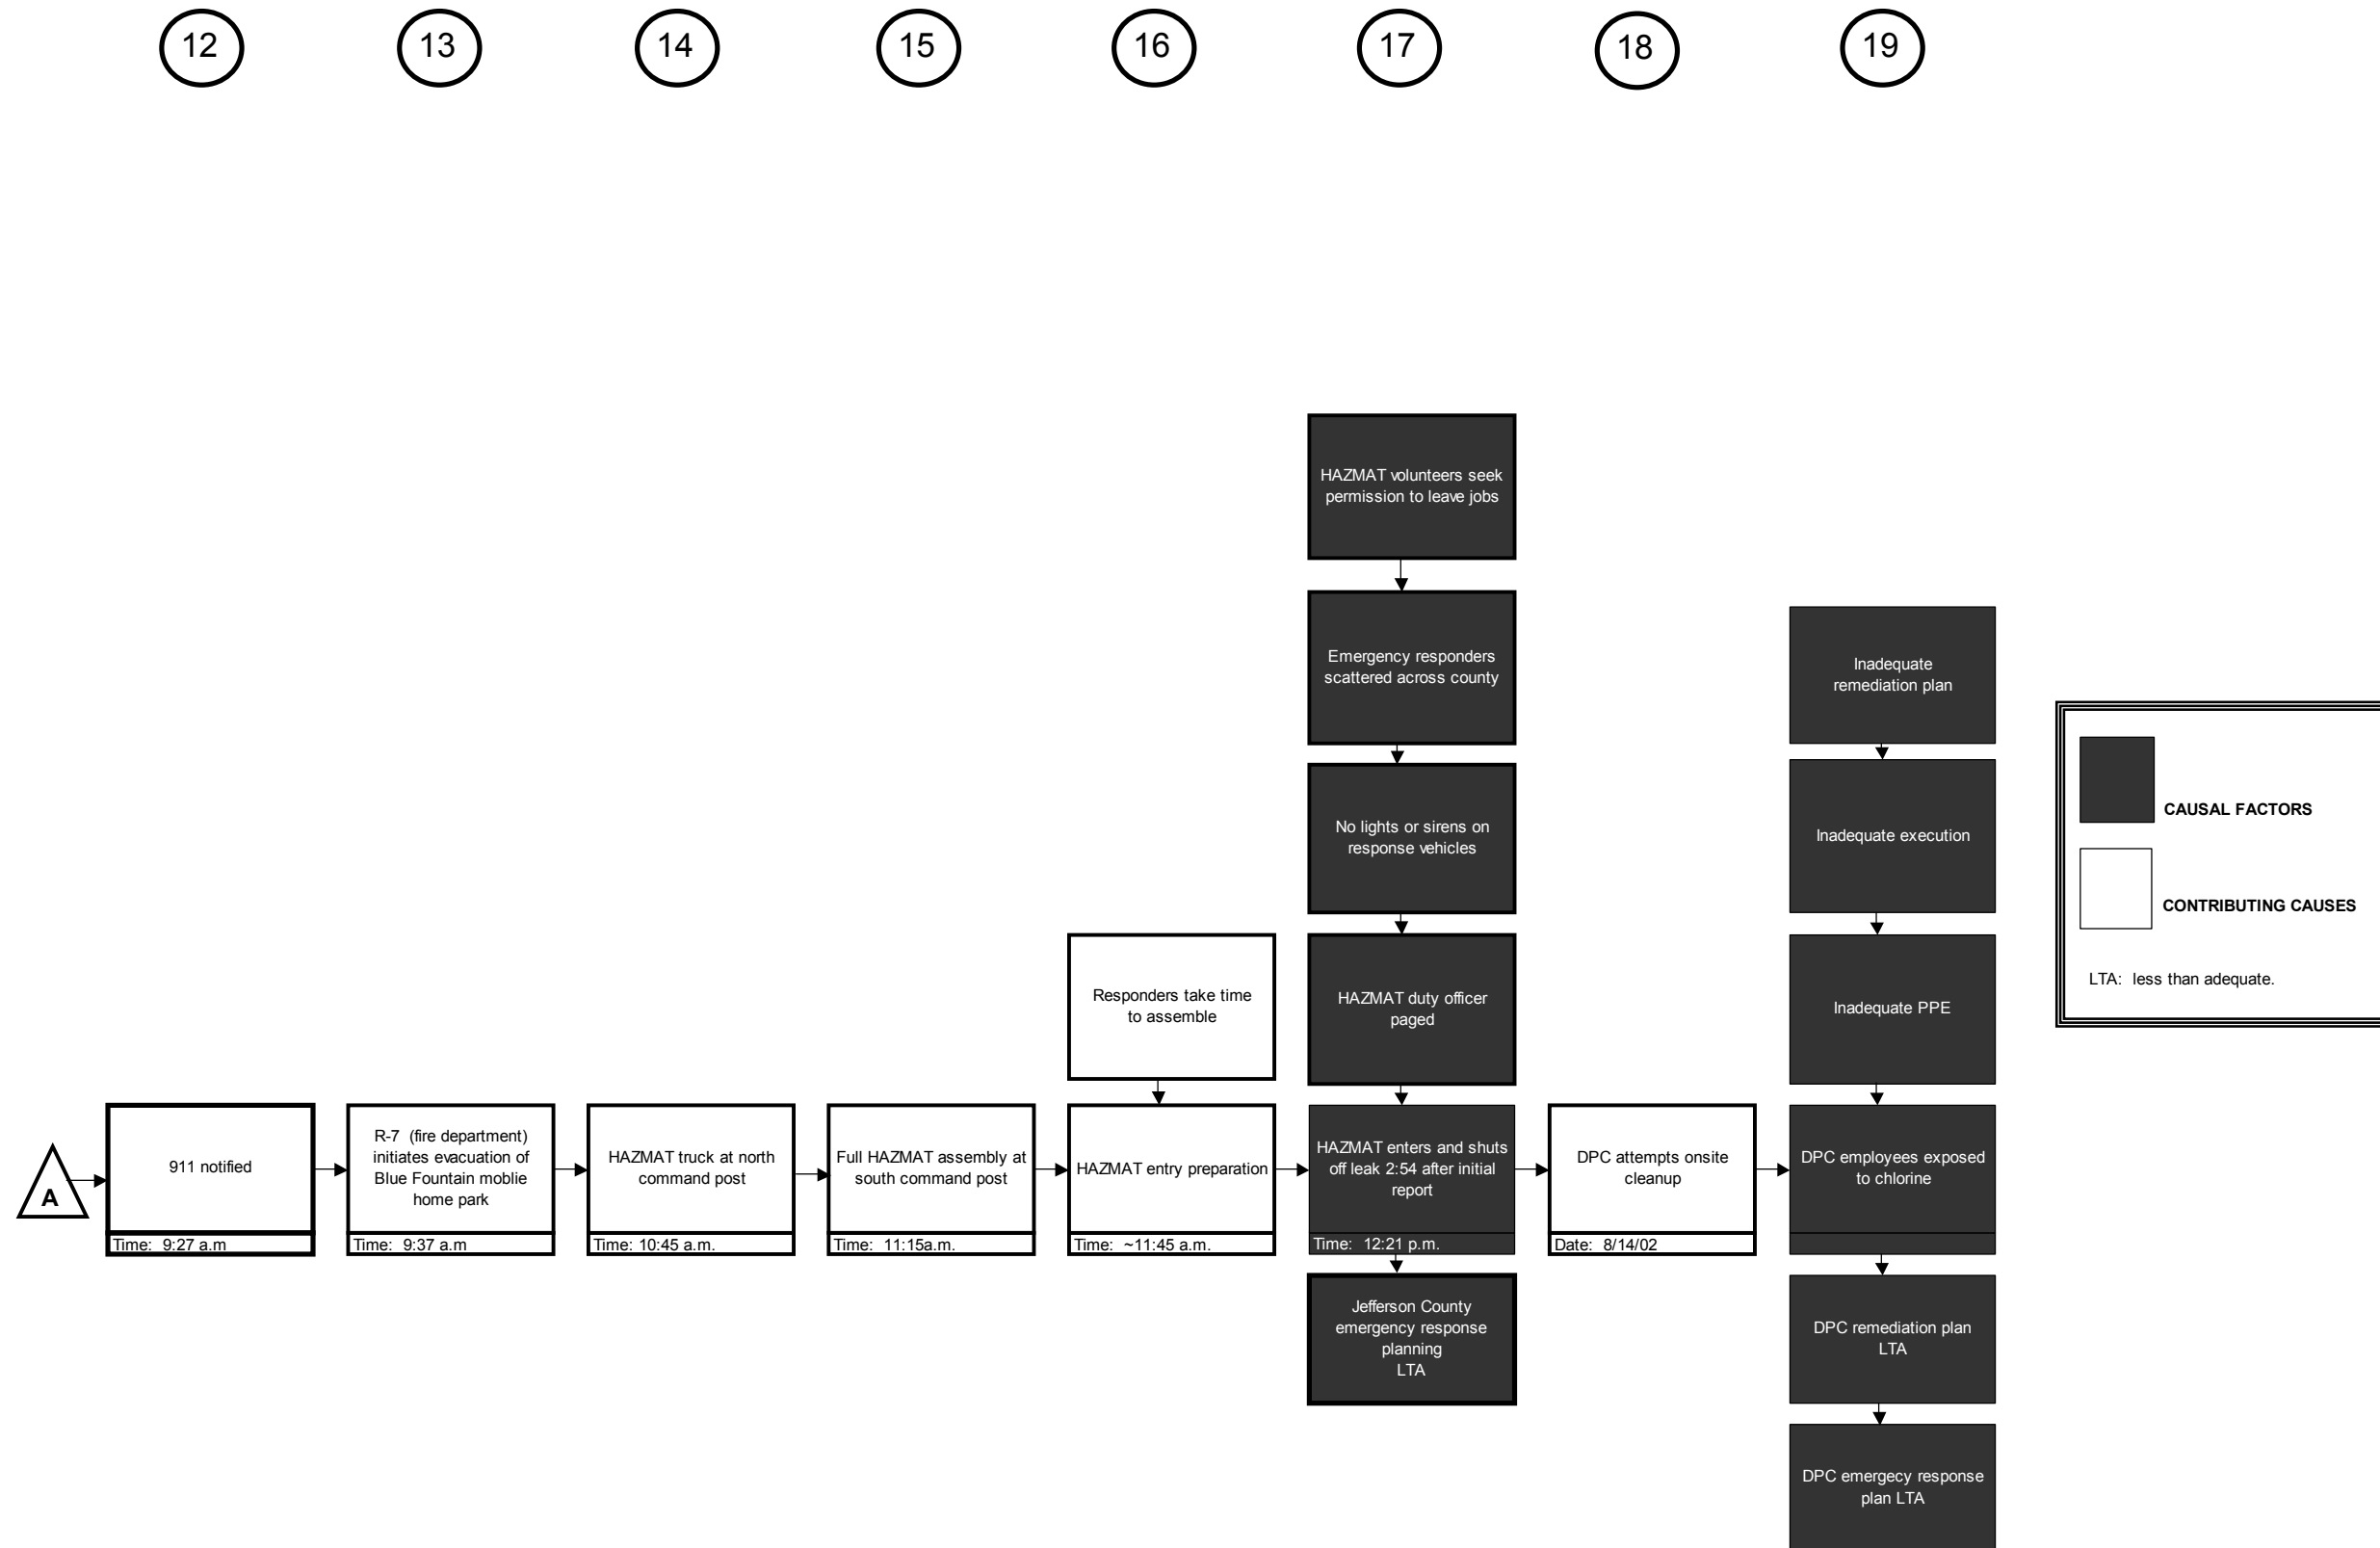 12
13
14
15
16
17
18
19
HAZMAT volunteers seek
permission to leave jobs
Emergency responders
scattered across county
No lights or sirens on
response vehicles
Responders take time
to assemble
HAZMAT duty officer
paged
Inadequate
remediation plan
Inadequate execution
Inadequate PPE
A
911 notified
Time: 9:27 a.m
R-7 (fire department)
initiates evacuation of
Blue Fountain moblie
home park
Time: 9:37 a.m
HAZMAT truck at north
command post
Time: 10:45 a.m.
Full HAZMAT assembly at
south command post
Time: 11:15a.m.
HAZMAT entry preparation
Time: ~11:45 a.m.
HAZMAT enters and shuts
off leak 2:54 after initial
report
Time: 12:21 p.m.
DPC attempts onsite
cleanup
Date: 8/14/02
DPC employees exposed
to chlorine
Jefferson County
emergency response
planning
LTA
DPC remediation plan
LTA
DPC emergecy response
plan LTA
CAUSAL FACTORS
CONTRIBUTING CAUSES
LTA: less than adequate.